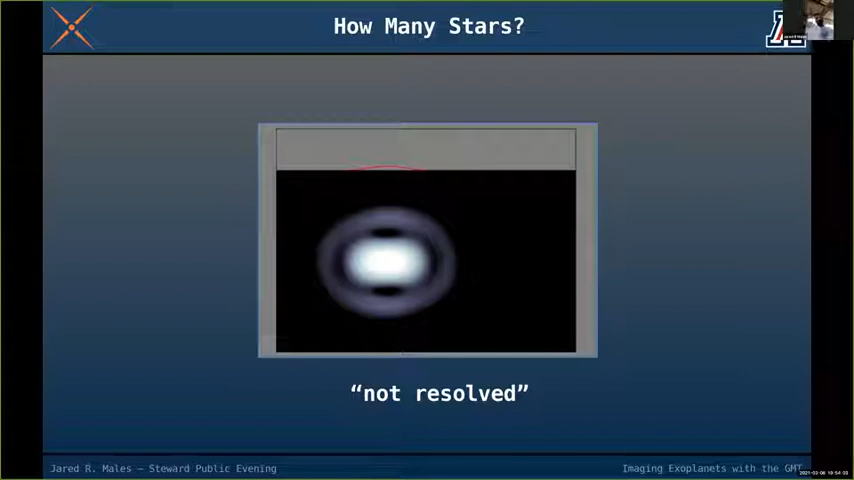 How Many Stars?
“not resolved”
Jared R. Males – Steward Public Evening
Imaging Exoplanets with the GMT